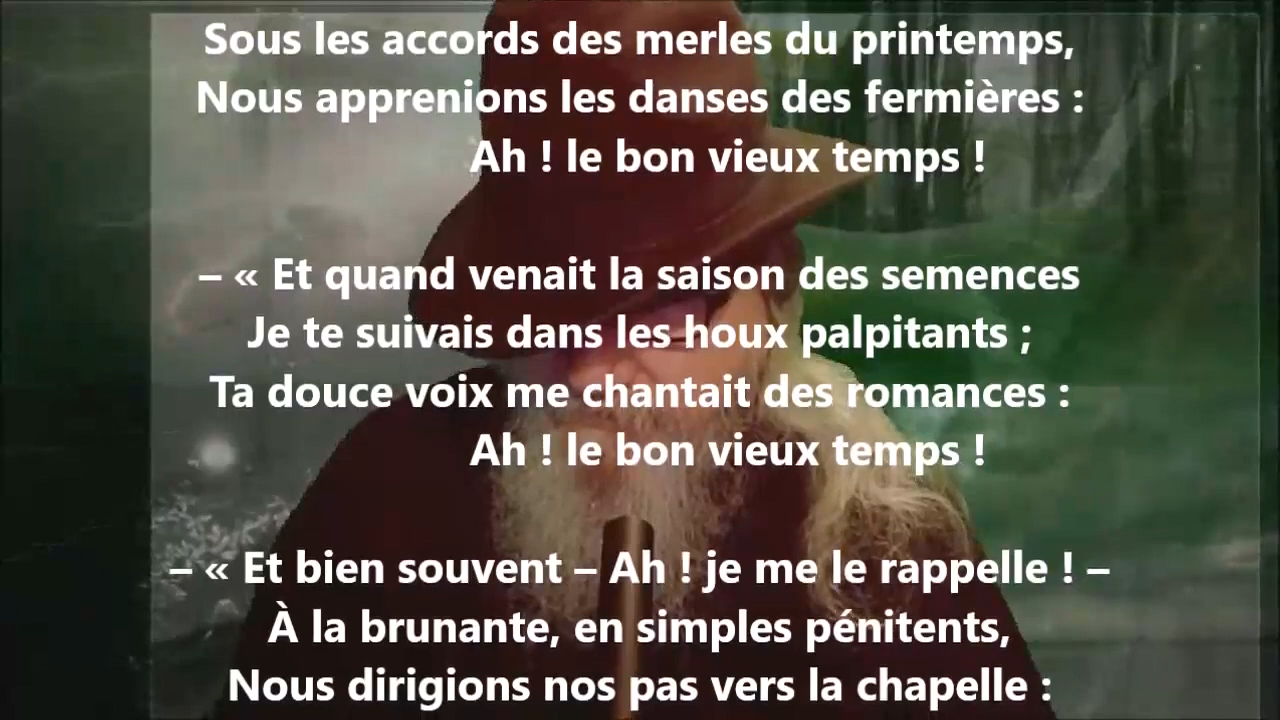 Sous les accords des merles du printemps,
Nous apprenions les danses des fermières :
Ah ! le bon vieux temps !
– « Et quand venait la saison des semences
Je te suivais dans les houx palpitants ;
Ta douce voix me chantait des romances :
Ah ! le bon vieux temps !
– « Et bien souvent – Ah ! je me le rappelle ! –
À la brunante, en simples pénitents,
Nous dirigions nos pas vers la chapelle :